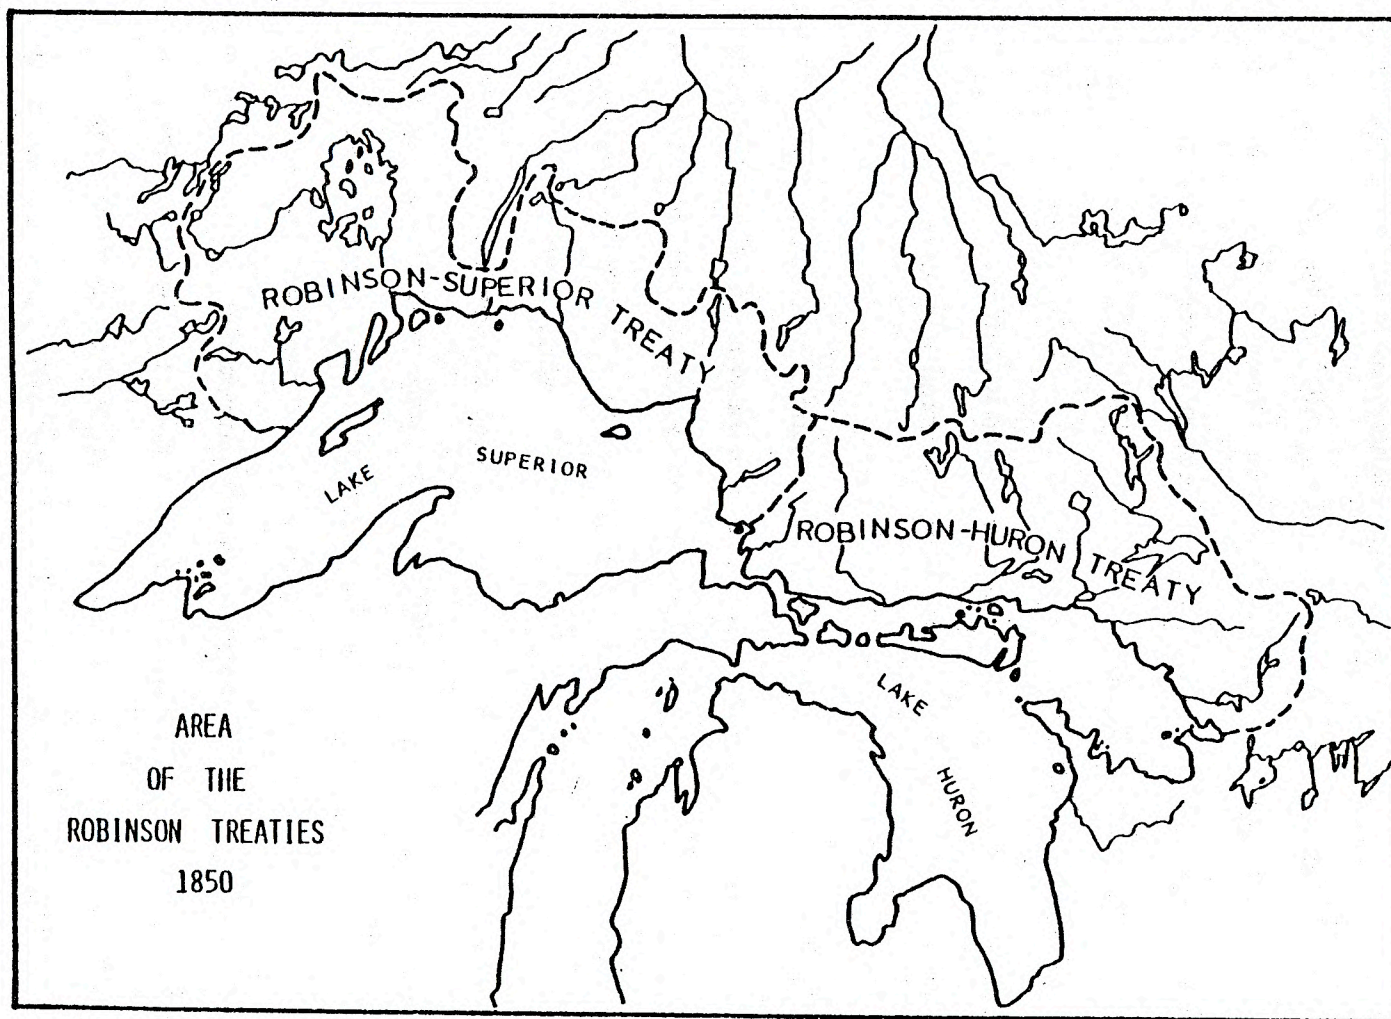 ROBINSON-SUPERIOR TREATY
LAKE SUPERIOR
ROBINSON-HURON TREATY
LAKE HURON
AREA
OF THE
ROBINSON TREATIES
1850